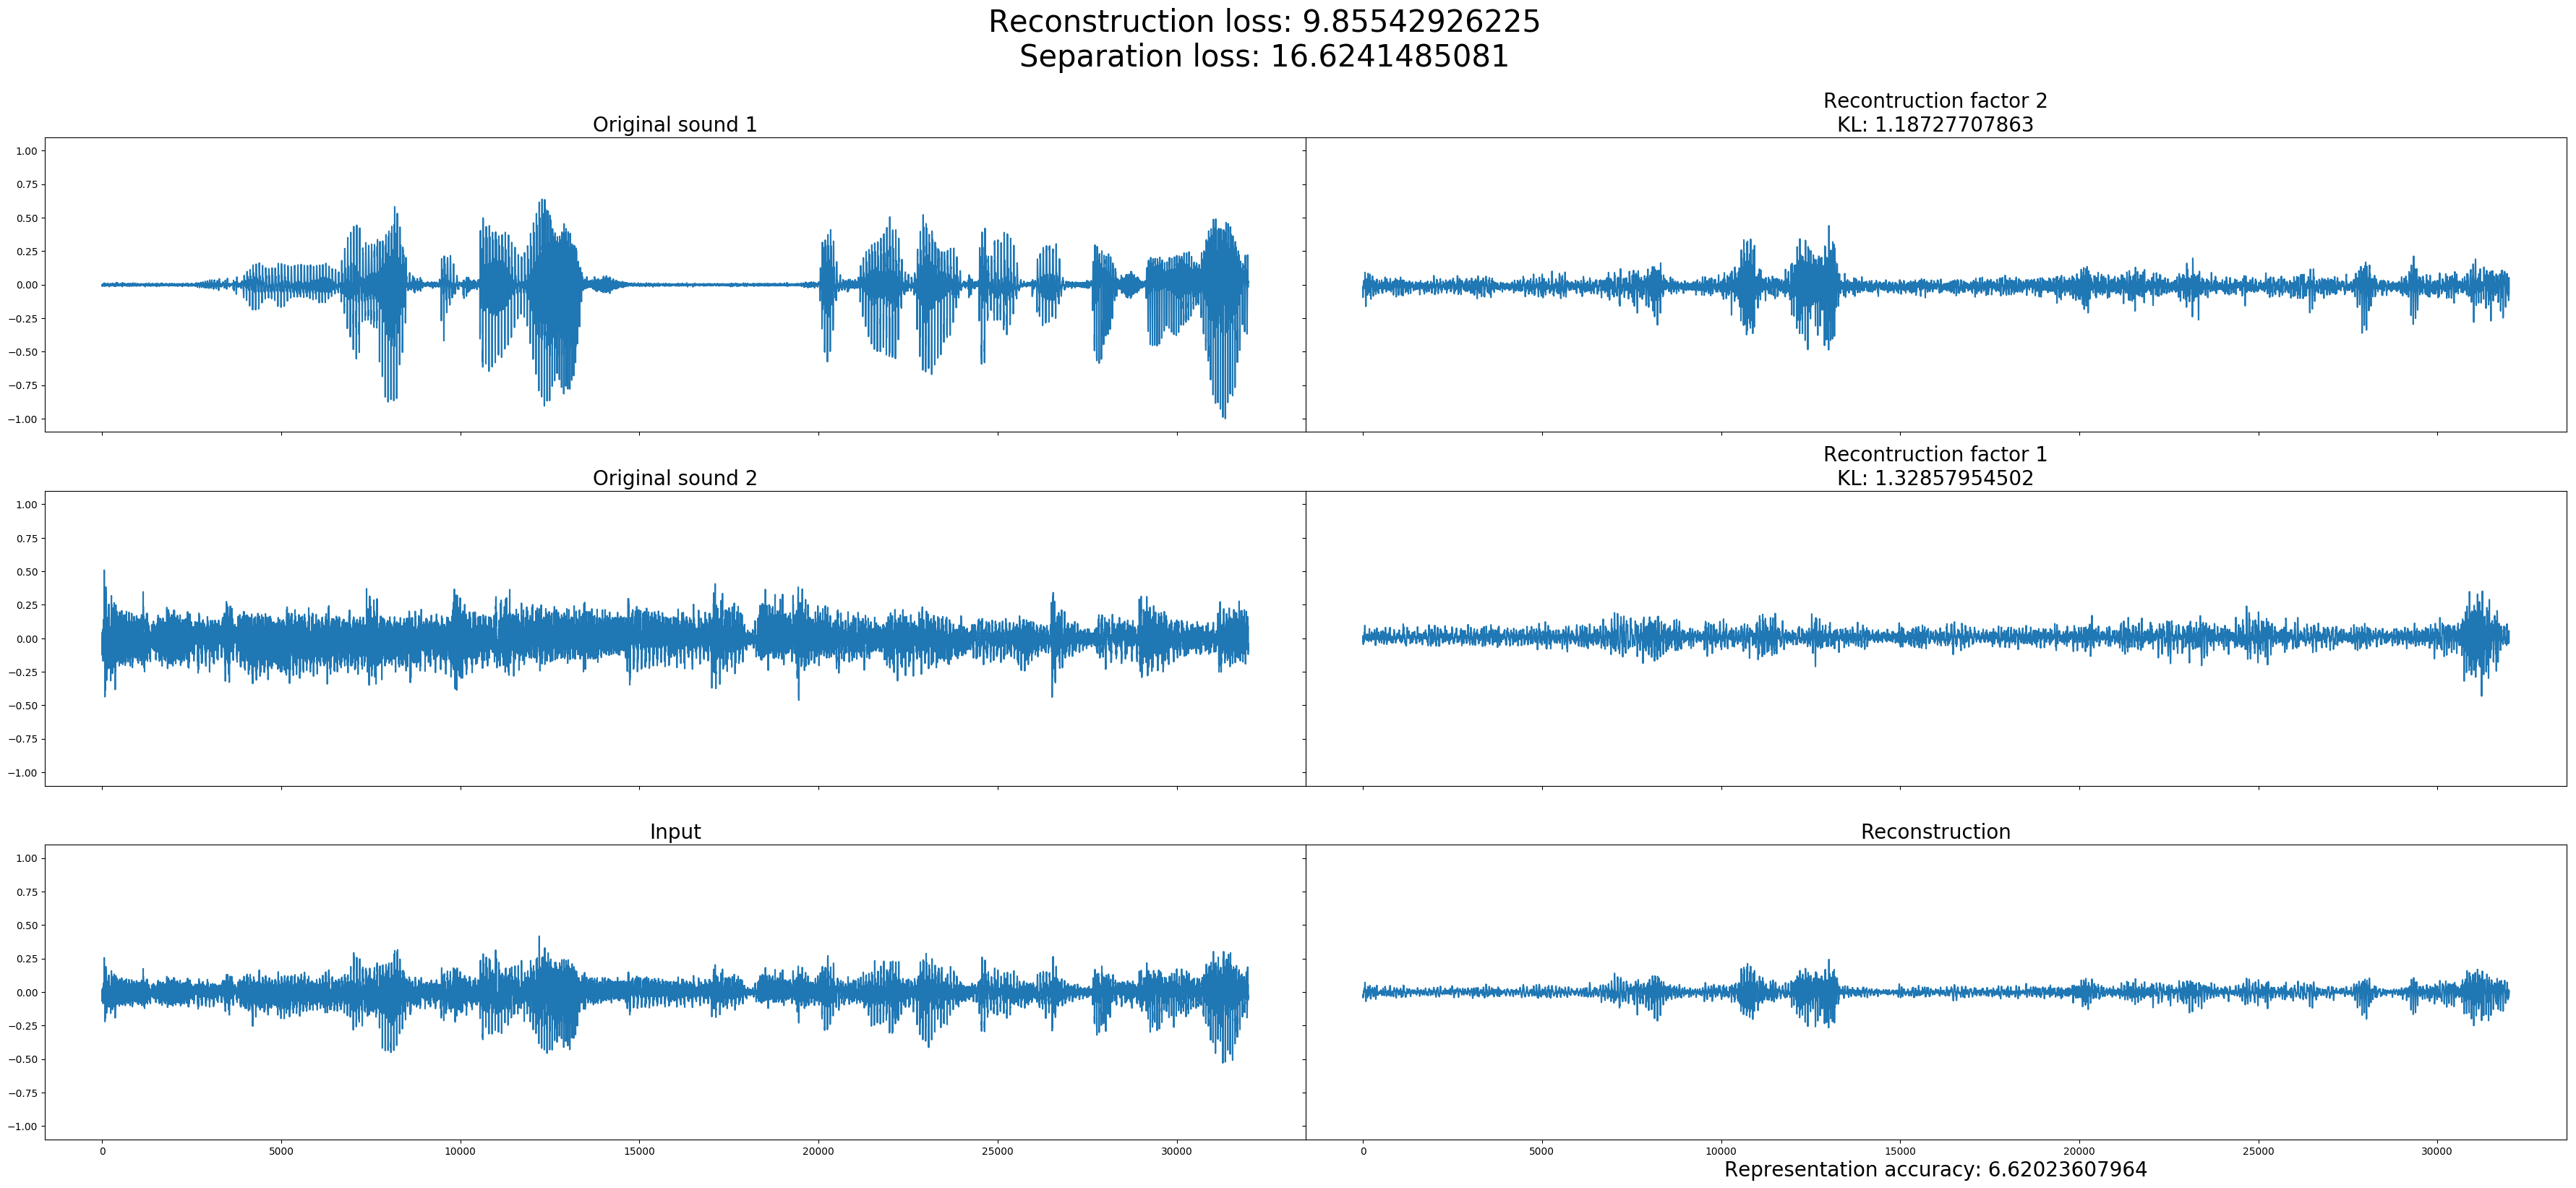 Reconstruction loss: 9.85542926225
Separation loss: 16.6241485081
Original sound 1
Recontruction factor 2
KL: 1.18727707863
1.00
0.75
0.50
0.25
0.00
−0.25
−0.50
−0.75
−1.00
Original sound 2
Recontruction factor 1
KL: 1.32857954502
1.00
0.75
0.50
0.25
0.00
−0.25
−0.50
−0.75
−1.00
Input
Reconstruction
1.00
0.75
0.50
0.25
0.00
−0.25
−0.50
−0.75
−1.00
0 5000 10000 15000 20000 25000 30000
0 5000 10000 15000 20000 25000 30000
Representation accuracy: 6.62023607964